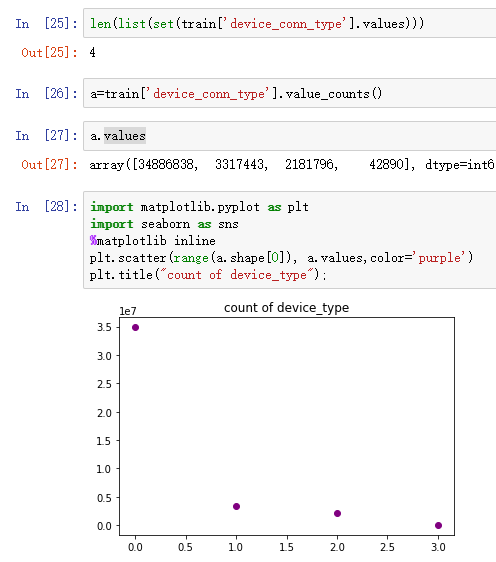 In [25]: len(list(set(train['device_conn_type'].values)))
Out[25]: 4
In [26]: a=train['device_conn_type'].value_counts()
In [27]: a.values
Out[27]: array([34886838, 3317443, 2181796, 42890], dtype=int6
In [28]: import matplotlib.pyplot as plt
import seaborn as sns
%matplotlib inline
plt.scatter(range(a.shape[0]), a.values,color='purple')
plt.title("count of device_type");
1e7
count of device_type
3.5
3.0
2.5
2.0
1.5
1.0
0.5
0.0
0.0 0.5 1.0 1.5 2.0 2.5 3.0